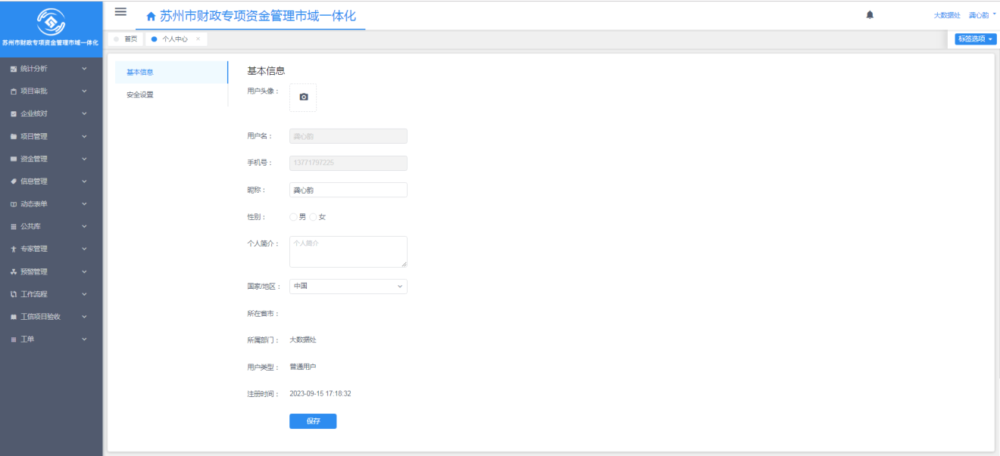 苏州市财政专项资金管理市域一体化
苏州市财政专项资金管理市域一体化
大数据处 龚心韵
首页 个人中心 ×
标签选项
统计分析
项目审批
企业核对
项目管理
资金管理
信息管理
动态表单
公共库
专家管理
预警管理
工作流程
工信项目验收
工单
基本信息
安全设置
基本信息
用户头像：
用户名： 龚心韵
手机号： 13771797225
昵称： 龚心韵
性别： 男 女
个人简介： 个人简介
国家/地区： 中国
所在省市：
所属部门： 大数据处
用户类型： 普通用户
注册时间： 2023-09-15 17:18:32
保存